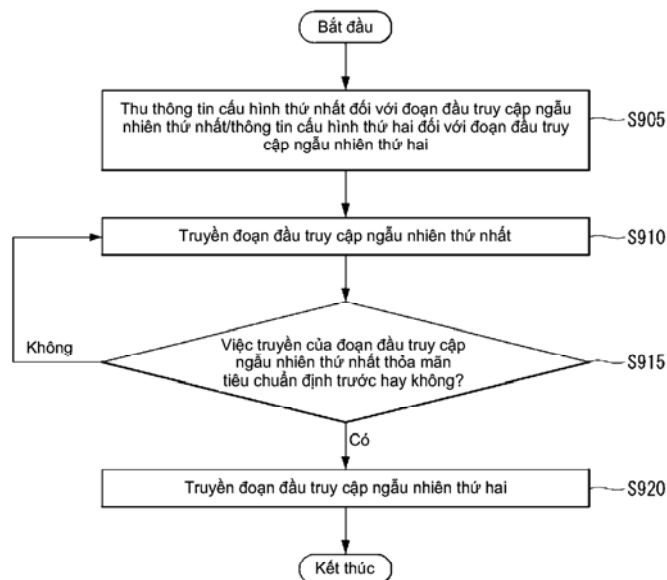 Bắt đầu
Thu thông tin cấu hình thứ nhất đối với đoạn đầu truy cập ngẫu
nhiên thứ nhất/thông tin cấu hình thứ hai đối với đoạn đầu truy
cập ngẫu nhiên thứ hai
S905
Truyền đoạn đầu truy cập ngẫu nhiên thứ nhất
S910
Không
Việc truyền của đoạn đầu truy cập
ngẫu nhiên thứ nhất thỏa mãn
tiêu chuẩn định trước hay không?
S915
Có
Truyền đoạn đầu truy cập ngẫu nhiên thứ hai
S920
Kết thúc